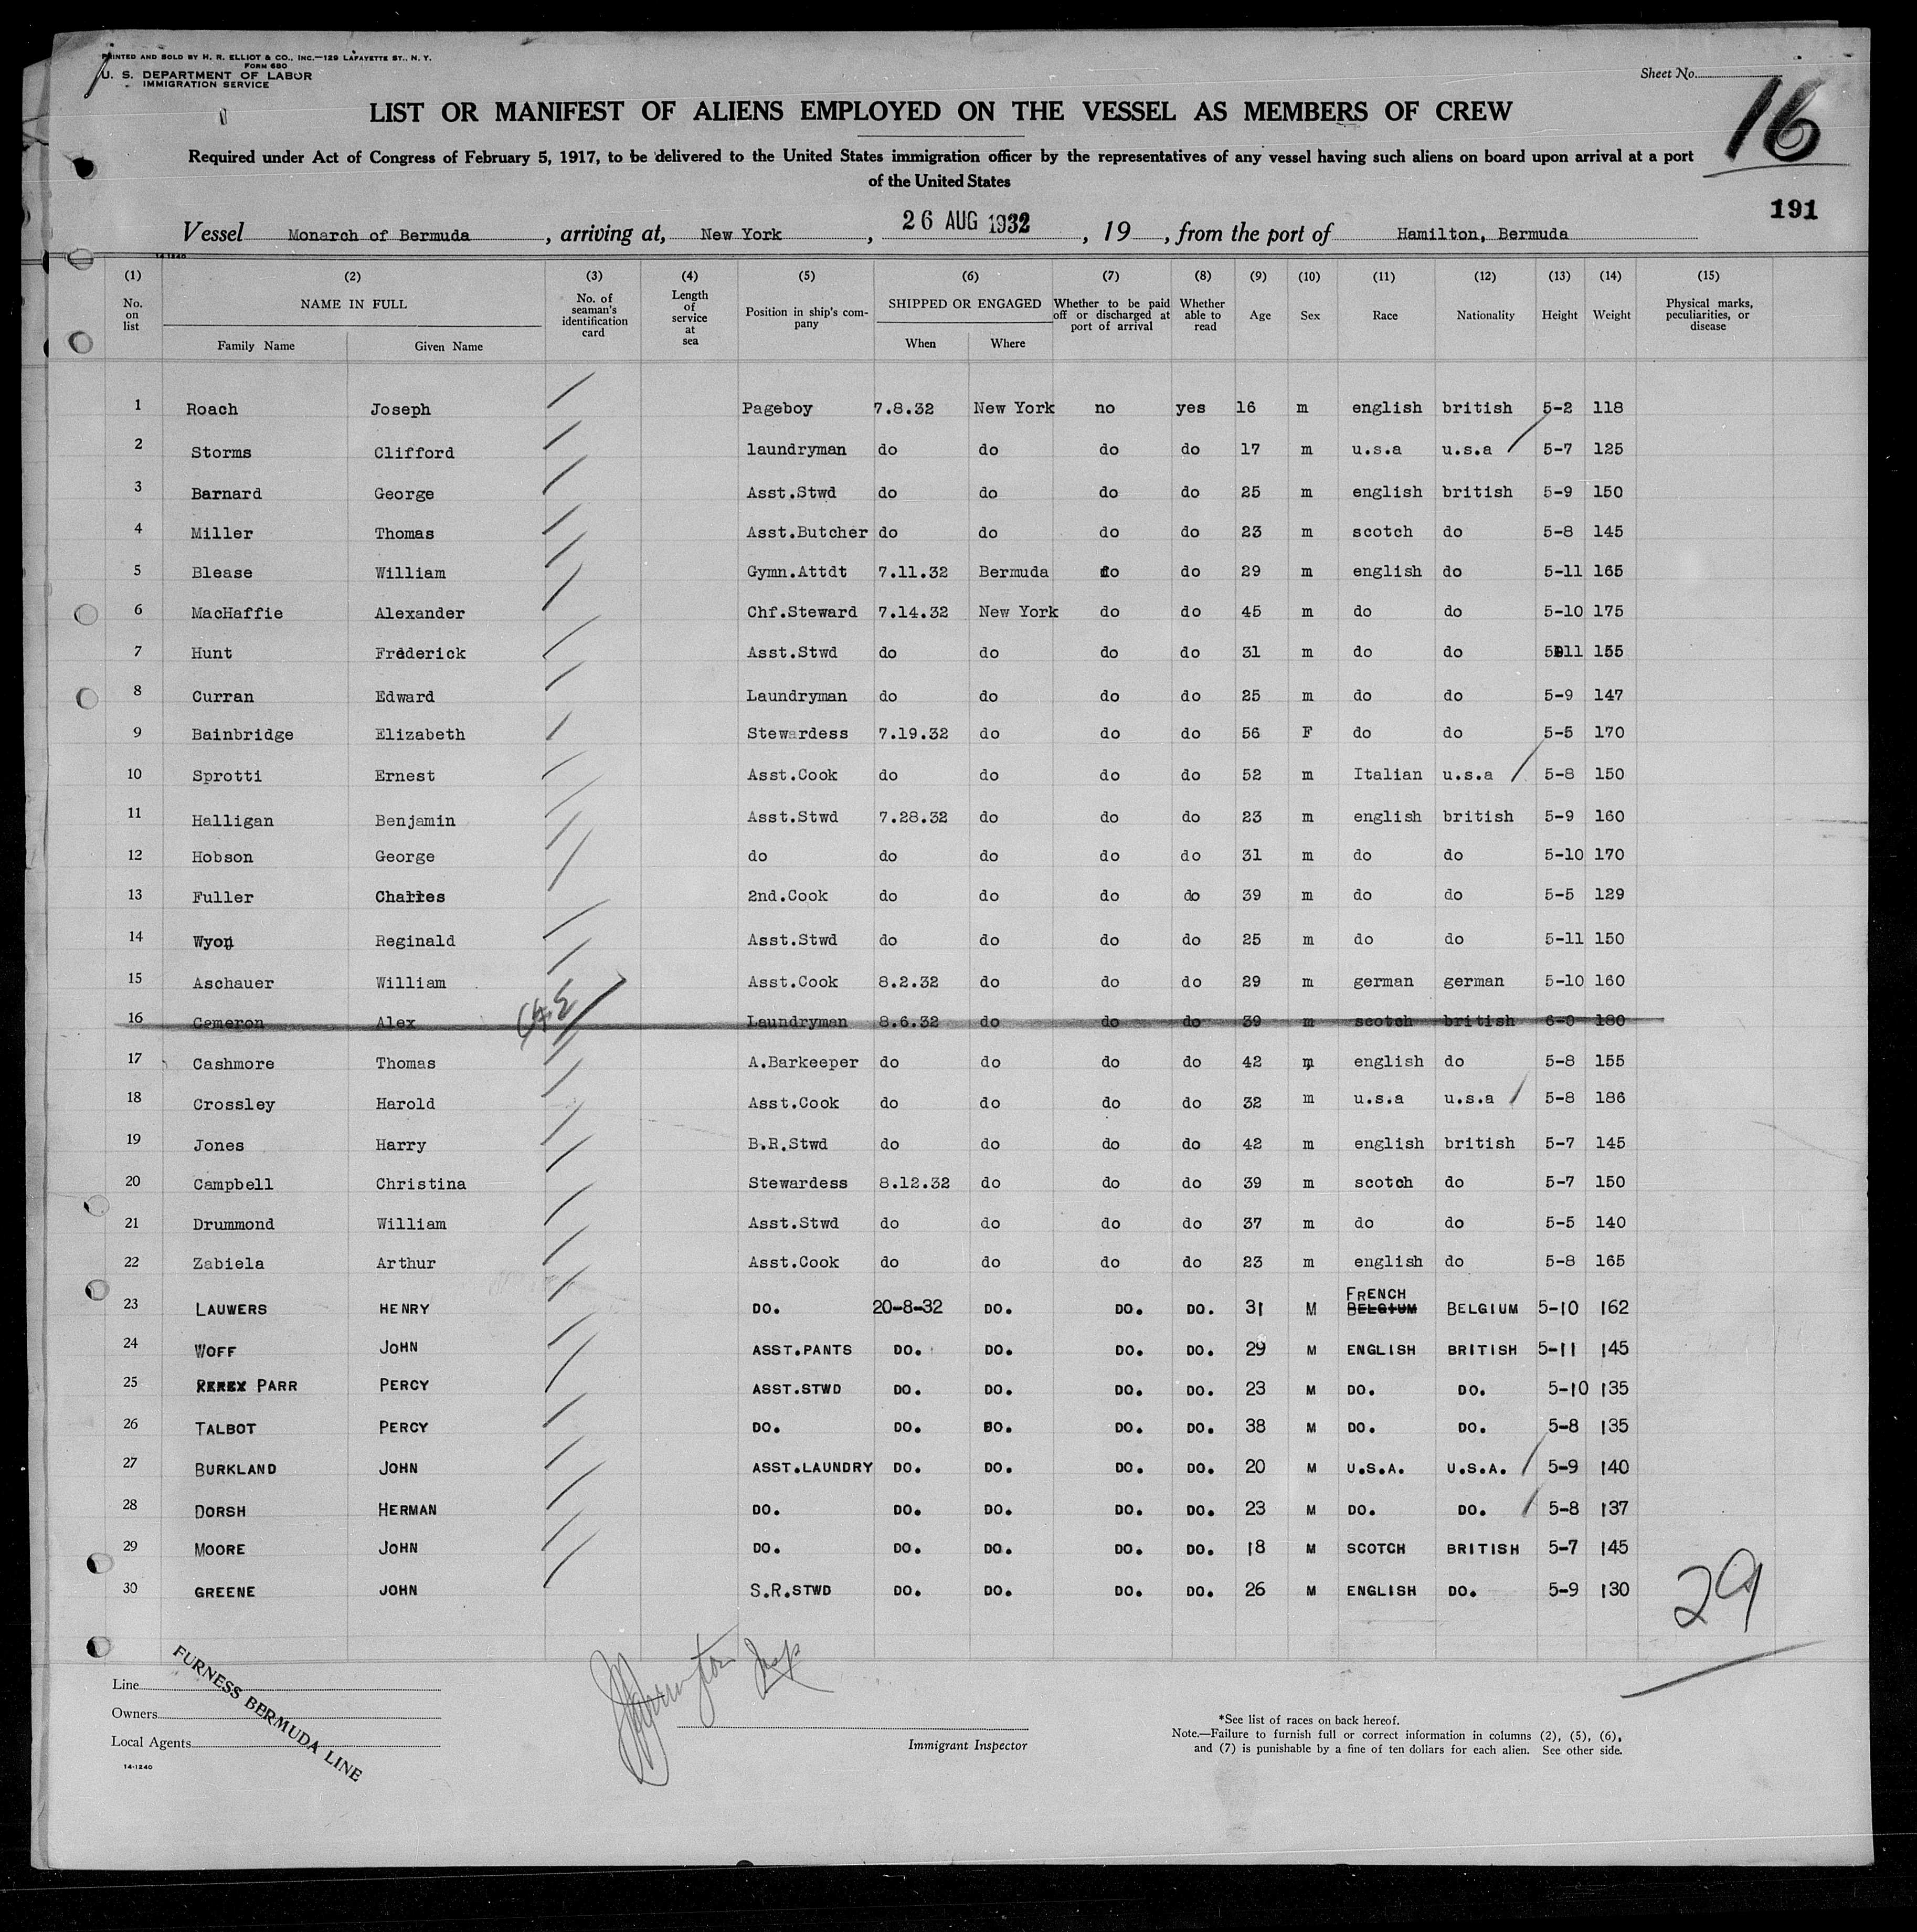 PRINTED AND SOLD BY H. R. ELLIOT & CO., INC.—129 LAFAYETTE ST., N. Y.
FORM 680
U. S. DEPARTMENT OF LABOR
IMMIGRATION SERVICE
Sheet No.
16
LIST OR MANIFEST OF ALIENS EMPLOYED ON THE VESSEL AS MEMBERS OF CREW
Required under Act of Congress of February 5, 1917, to be delivered to the United States immigration officer by the representatives of any vessel having such aliens on board upon arrival at a port
of the United States
191
Vessel Monarch of Bermuda, arriving at, New York, 26 AUG 1932, 19, from the port of Hamilton, Bermuda
14-1240
(1) (2) (3) (4) (5) (6) (7) (8) (9) (10) (11) (12) (13) (14) (15)
No. on list NAME IN FULL Family Name Given Name No. of seaman's identification card Length of service at sea Position in ship's company SHIPPED OR ENGAGED When Where Whether to be paid off or discharged at port of arrival Whether able to read Age Sex Race Nationality Height Weight Physical marks, peculiarities, or disease
1 Roach Joseph Pageboy 7.8.32 New York no yes 16 m english british 5-2 118
2 Storms Clifford laundryman do do do do 17 m u.s.a u.s.a 5-7 125
3 Barnard George Asst.Stwd do do do do 25 m english british 5-9 150
4 Miller Thomas Asst.Butcher do do do do 23 m scotch do 5-8 145
5 Blease William Gymn.Attdt 7.11.32 Bermuda do do 29 m english do 5-11 165
6 MacHaffie Alexander Chf.Steward 7.14.32 New York do do 45 m do do 5-10 175
7 Hunt Frederick Asst.Stwd do do do do 31 m do do 5-11 155
8 Curran Edward Laundryman do do do do 25 m do do 5-9 147
9 Bainbridge Elizabeth Stewardess 7.19.32 do do do 56 F do do 5-5 170
10 Sprotti Ernest Asst.Cook do do do do 52 m Italian u.s.a 5-8 150
11 Halligan Benjamin Asst.Stwd 7.28.32 do do do 23 m english british 5-9 160
12 Hobson George do do do do do 31 m do do 5-10 170
13 Fuller Charles 2nd.Cook do do do do 39 m do do 5-5 129
14 Wyon Reginald Asst.Stwd do do do do 25 m do do 5-11 150
15 Aschauer William Asst.Cook 8.2.32 do do do 29 m german german 5-10 160
16 Cameron Alex Laundryman 8.6.32 do do do 39 m scotch british 6-0 180
17 Cashmore Thomas A.Barkeeper do do do do 42 m english do 5-8 155
18 Crossley Harold Asst.Cook do do do do 32 m u.s.a u.s.a 5-8 186
19 Jones Harry B.R.Stwd do do do do 42 m english british 5-7 145
20 Campbell Christina Stewardess 8.12.32 do do do 39 m scotch do 5-7 150
21 Drummond William Asst.Stwd do do do do 37 m do do 5-5 140
22 Zabiela Arthur Asst.Cook do do do do 23 m english do 5-8 165
23 LAUWERS HENRY DO. 20-8-32 DO. DO. DO. 31 M BELGIUM FRENCH BELGIUM 5-10 162
24 WOFF JOHN ASST.PANTS DO. DO. DO. DO. 29 M ENGLISH BRITISH 5-11 145
25 PARR PERCY ASST.STWD DO. DO. DO. DO. 23 M DO. DO. 5-10 135
26 TALBOT PERCY DO. DO. DO. DO. DO. 38 M DO. DO. 5-8 135
27 BURKLAND JOHN ASST.LAUNDRY DO. DO. DO. DO. 20 M U.S.A. U.S.A. 5-9 140
28 DORSH HERMAN DO. DO. DO. DO. DO. 23 M DO. DO. 5-8 137
29 MOORE JOHN DO. DO. DO. DO. DO. 18 M SCOTCH BRITISH 5-7 145
30 GREENE JOHN S.R.STWD DO. DO. DO. DO. 26 M ENGLISH DO. 5-9 130
29
Line
Owners
Local Agents
FURNESS BERMUDA LINE
14-1240
Insp
Immigrant Inspector
*See list of races on back hereof.
Note.—Failure to furnish full or correct information in columns (2), (5), (6),
and (7) is punishable by a fine of ten dollars for each alien. See other side.